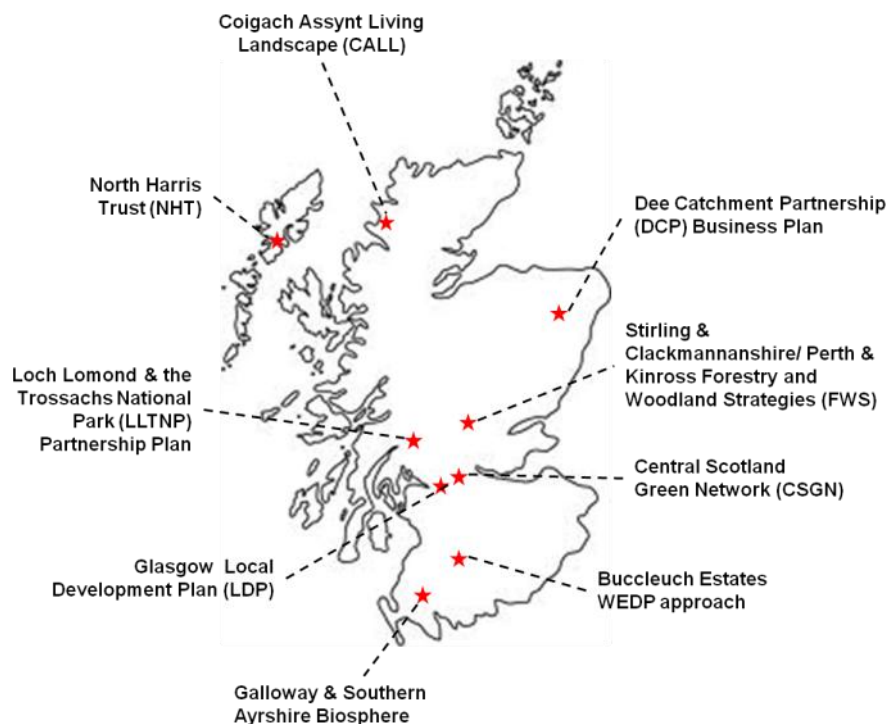 Coigach Assynt Living
Landscape (CALL)
North Harris
Trust (NHT)
Dee Catchment Partnership
(DCP) Business Plan
Stirling &
Clackmannanshire/ Perth &
Kinross Forestry and
Woodland Strategies (FWS)
Loch Lomond & the
Trossachs National
Park (LLTNP)
Partnership Plan
Central Scotland
Green Network (CSGN)
Glasgow Local
Development Plan (LDP)
Buccleuch Estates
WEDP approach
Galloway & Southern
Ayrshire Biosphere